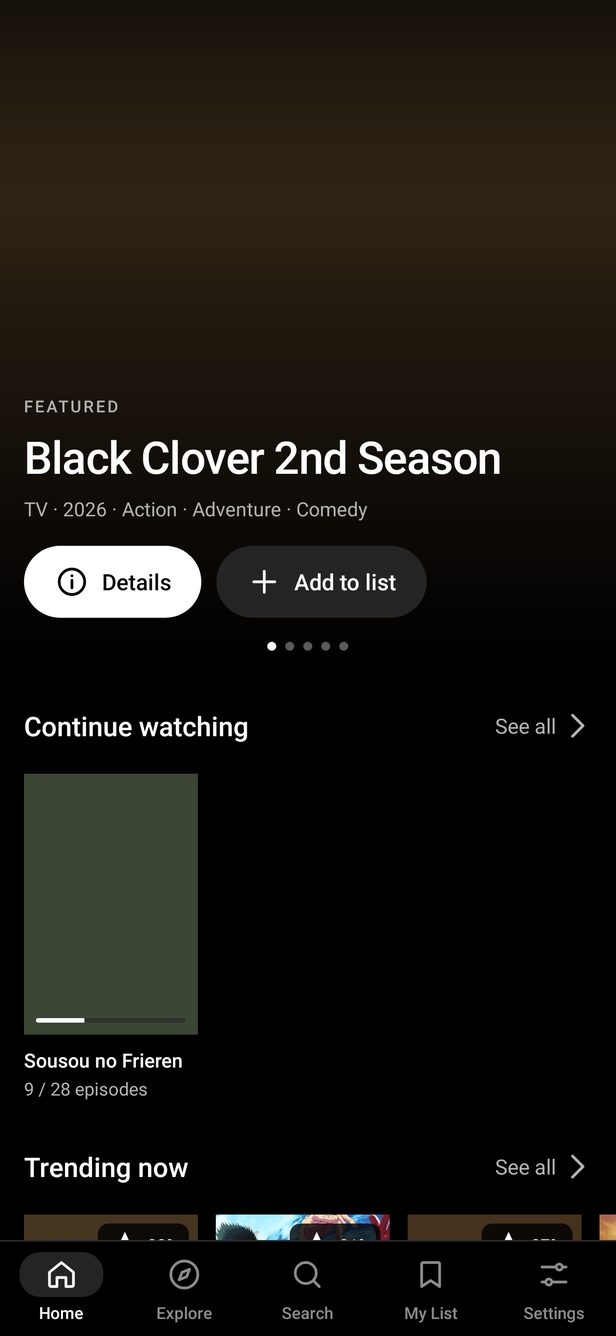 FEATURED
Black Clover 2nd Season
TV · 2026 · Action · Adventure · Comedy
Details
Add to list
Continue watching
See all
Sousou no Frieren
9 / 28 episodes
Trending now
See all
Home
Explore
Search
My List
Settings